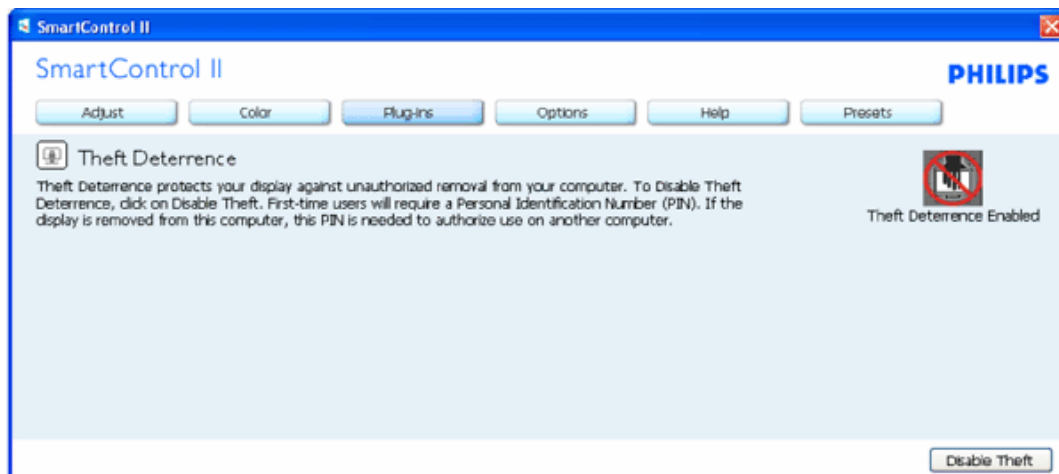 SmartControl II
SmartControl II
PHILIPS
Adjust
Color
Plug-Ins
Options
Help
Presets
Theft Deterrence
Theft Deterrence protects your display against unauthorized removal from your computer. To Disable Theft
Deterrence, click on Disable Theft. First-time users will require a Personal Identification Number (PIN). If the
display is removed from this computer, this PIN is needed to authorize use on another computer.
Theft Deterrence Enabled
Disable Theft